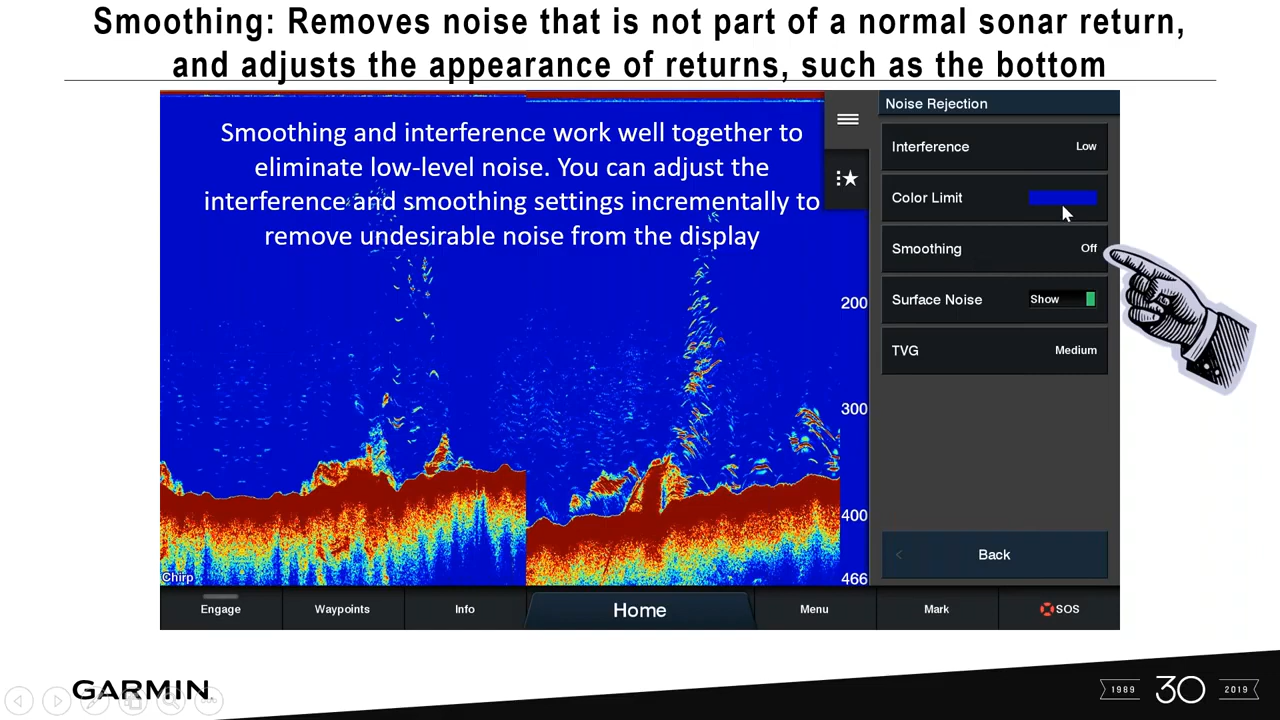 Smoothing: Removes noise that is not part of a normal sonar return,
and adjusts the appearance of returns, such as the bottom
Smoothing and interference work well together to
eliminate low-level noise. You can adjust the
interference and smoothing settings incrementally to
remove undesirable noise from the display
Noise Rejection
Interference Low
Color Limit
Smoothing Off
Surface Noise Show
TVG Medium
200
300
400
466
Chirp
< Back
Engage Waypoints Info Home Menu Mark SOS
GARMIN.
1989 30 2019